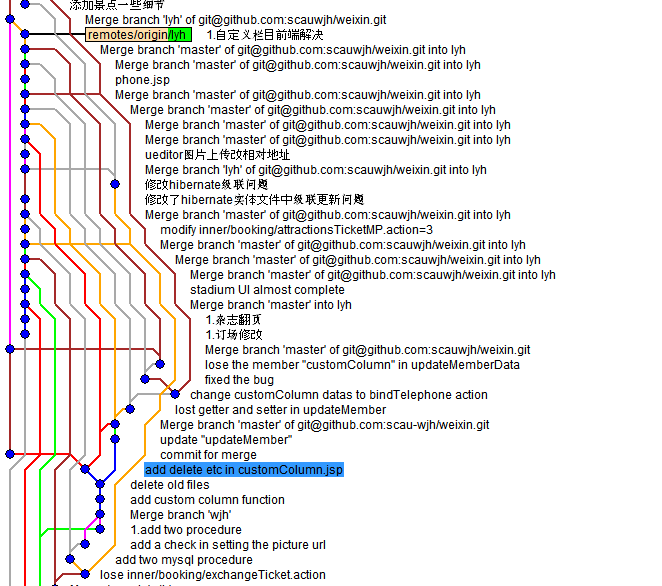 添加景点一些细节
Merge branch 'lyh' of git@github.com:scauwjh/weixin.git
remotes/origin/lyh 1.自定义栏目前端解决
Merge branch 'master' of git@github.com:scauwjh/weixin.git into lyh
Merge branch 'master' of git@github.com:scauwjh/weixin.git into lyh
phone.jsp
Merge branch 'master' of git@github.com:scauwjh/weixin.git into lyh
Merge branch 'master' of git@github.com:scauwjh/weixin.git into lyh
Merge branch 'master' of git@github.com:scauwjh/weixin.git into lyh
Merge branch 'master' of git@github.com:scauwjh/weixin.git into lyh
ueditor图片上传改相对地址
Merge branch 'lyh' of git@github.com:scauwjh/weixin.git into lyh
修改hibernate级联问题
修改了hibernate实体文件中级联更新问题
Merge branch 'master' of git@github.com:scauwjh/weixin.git into lyh
modify inner/booking/attractionsTicketMP.action=3
Merge branch 'master' of git@github.com:scauwjh/weixin.git into lyh
Merge branch 'master' of git@github.com:scauwjh/weixin.git into lyh
Merge branch 'master' of git@github.com:scauwjh/weixin.git into lyh
stadium UI almost complete
Merge branch 'master' into lyh
1.杂志翻页
1.订场修改
Merge branch 'master' of git@github.com:scauwjh/weixin.git
lose the member "customColumn" in updateMemberData
fixed the bug
change customColumn datas to bindTelephone action
lost getter and setter in updateMember
Merge branch 'master' of git@github.com:scau-wjh/weixin.git
update "updateMember"
commit for merge
add delete etc in customColumn.jsp
delete old files
add custom column function
Merge branch 'wjh'
1.add two procedure
add a check in setting the picture url
add two mysql procedure
lose inner/booking/exchangeTicket.action